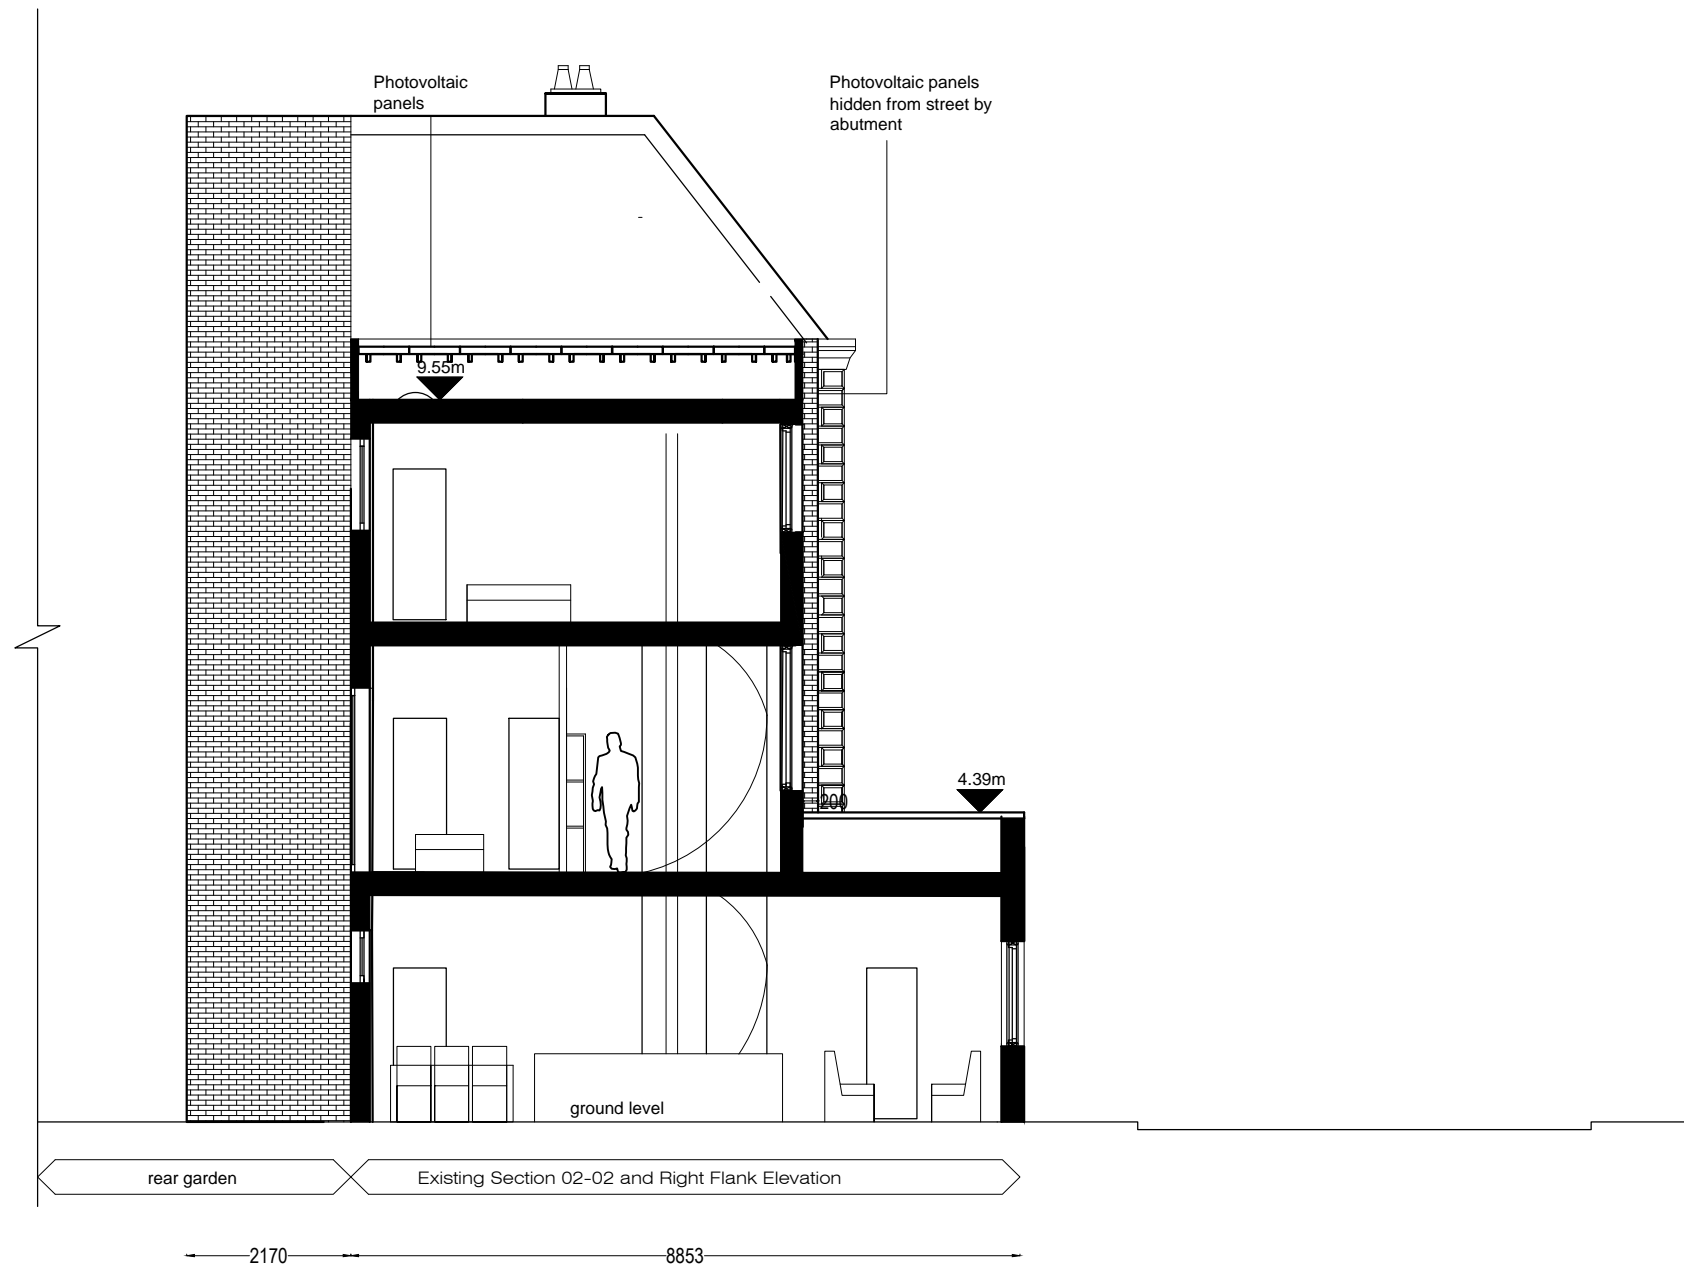 Photovoltaic
panels
Photovoltaic panels
hidden from street by
abutment
9.55m
4.39m
200
ground level
rear garden
Existing Section 02-02 and Right Flank Elevation
2170
8853